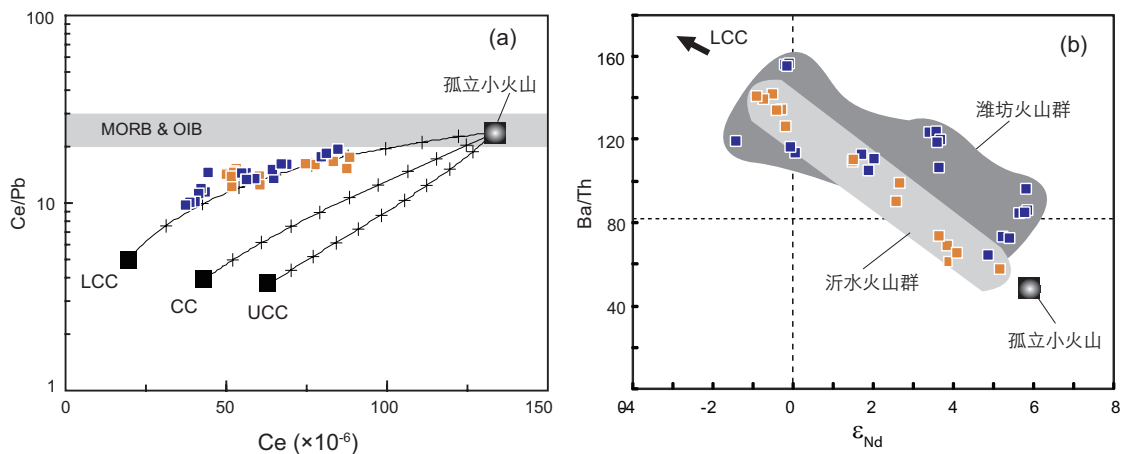 100
(a)
孤立小火山
MORB & OIB
Ce/Pb
10
LCC
CC
UCC
1
0
50
100
150
Ce (×10-6)
LCC
(b)
160
潍坊火山群
120
Ba/Th
80
沂水火山群
40
孤立小火山
0
-4
-2
0
2
4
6
8
εNd